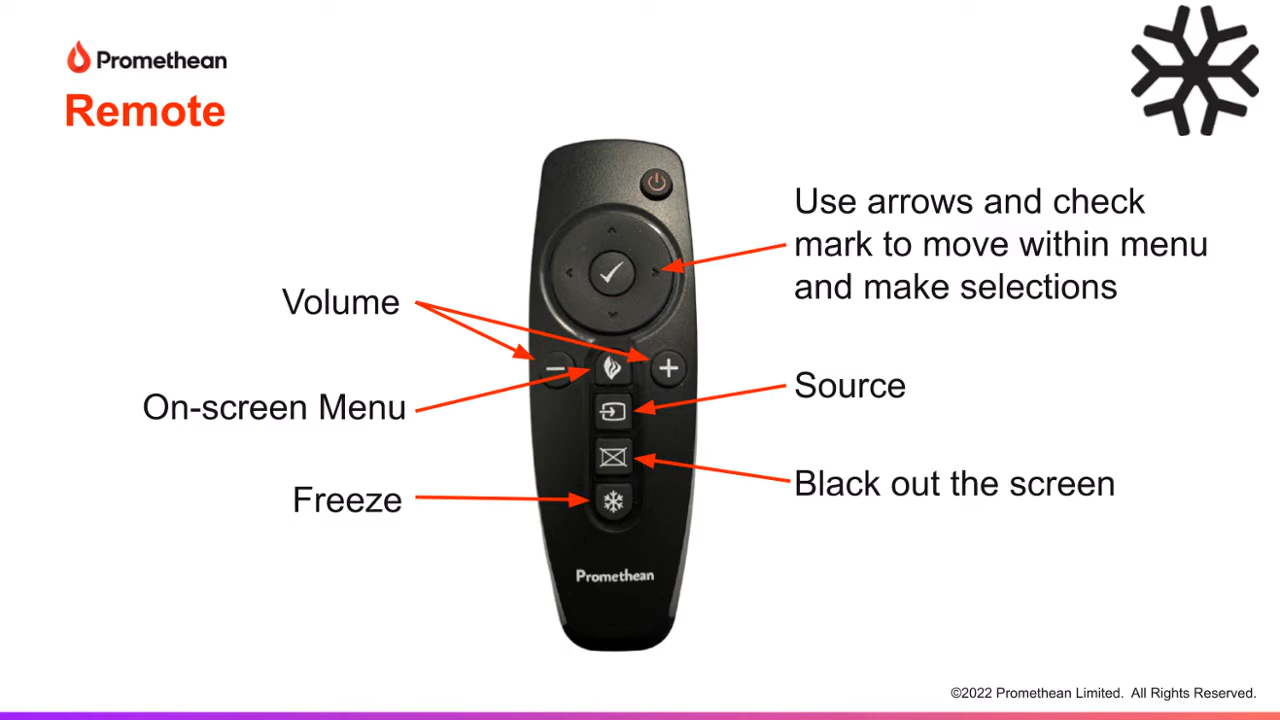 Promethean
Remote
Use arrows and check
mark to move within menu
and make selections
Volume
Source
On-screen Menu
Black out the screen
Freeze
Promethean
©2022 Promethean Limited. All Rights Reserved.